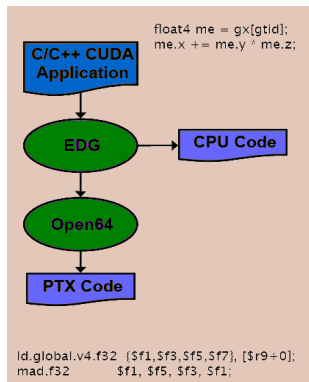 float4 me = gx[gtid];
me.x += me.y * me.z;
C/C++ CUDA
Application
EDG
CPU Code
Open64
PTX Code
ld.global.v4.f32 {$f1,$f3,$f5,$f7}, [$r9+0];
mad.f32 $f1, $f5, $f3, $f1;